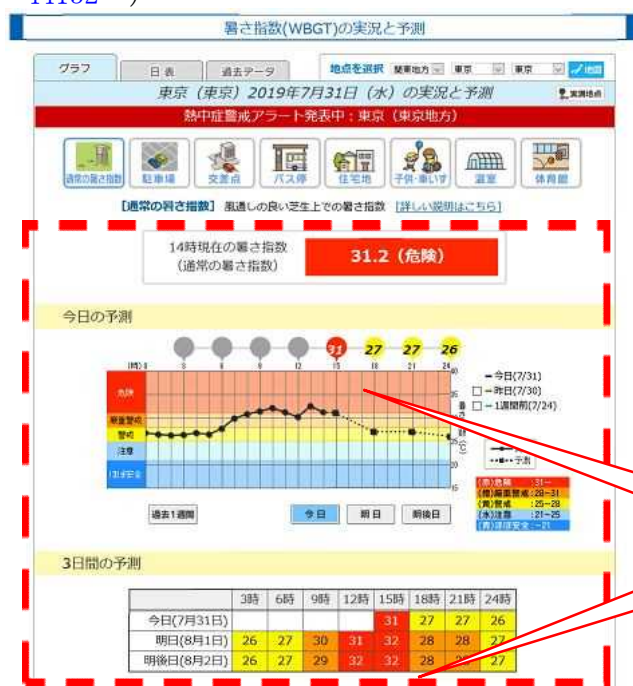 暑さ指数(WBGT)の実況と予測
グラフ 日表 過去データ 地点を選択 関東地方 東京 東京 地図
東京（東京）2019年7月31日（水）の実況と予測 実測地点
熱中症警戒アラート発表中：東京（東京地方）
通常の暑さ指数 駐車場 交差点 バス停 住宅地 子供・車いす 温室 体育館
【通常の暑さ指数】 風通しの良い芝生上での暑さ指数 [詳しい説明はこちら]
14時現在の暑さ指数
（通常の暑さ指数）
31.2（危険）
今日の予測
31 27 27 26
(時) 0 3 6 9 12 15 18 21 24
40
危険
厳重警戒
警戒
注意
ほぼ安全
35
25
20
15
今日(7/31)
昨日(7/30)
1週間前(7/24)
予測
(赤)危険 :31−
(橙)厳重警戒:28−31
(黄)警戒 :25−28
(水)注意 :21−25
(青)ほぼ安全:−21
過去1週間 今日 明日 明後日
3日間の予測
3時 6時 9時 12時 15時 18時 21時 24時
今日(7月31日) 31 27 27 26
明日(8月1日) 26 27 30 31 32 28 28 27
明後日(8月2日) 26 27 29 32 32 28 27